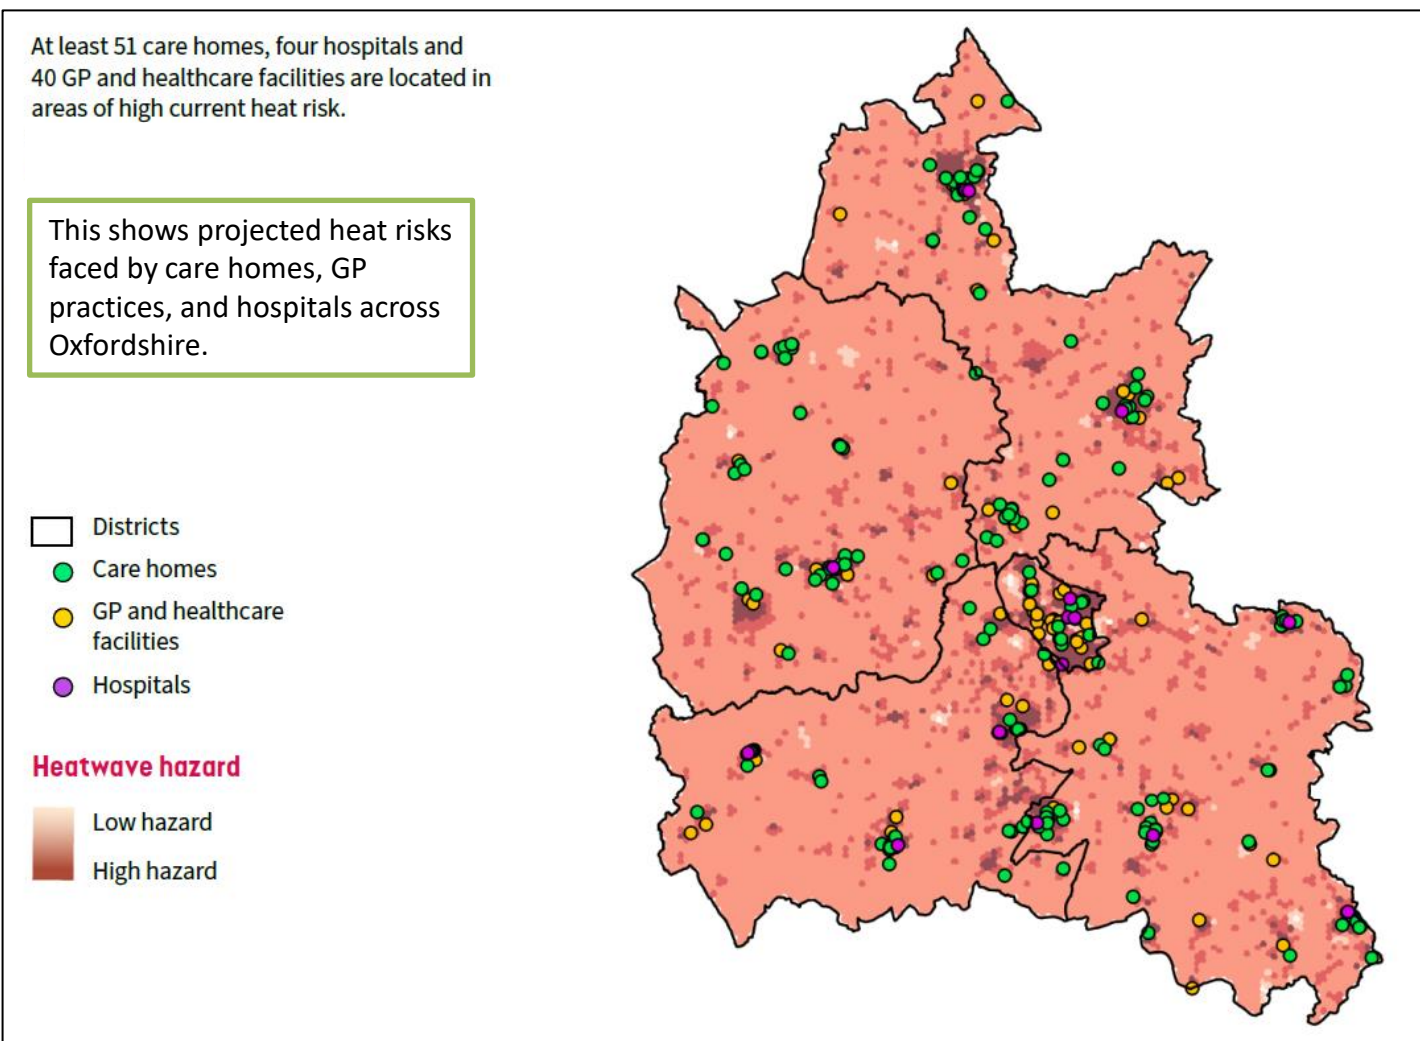 At least 51 care homes, four hospitals and
40 GP and healthcare facilities are located in
areas of high current heat risk.
This shows projected heat risks
faced by care homes, GP
practices, and hospitals across
Oxfordshire.
Districts
Care homes
GP and healthcare
facilities
Hospitals
Heatwave hazard
Low hazard
High hazard